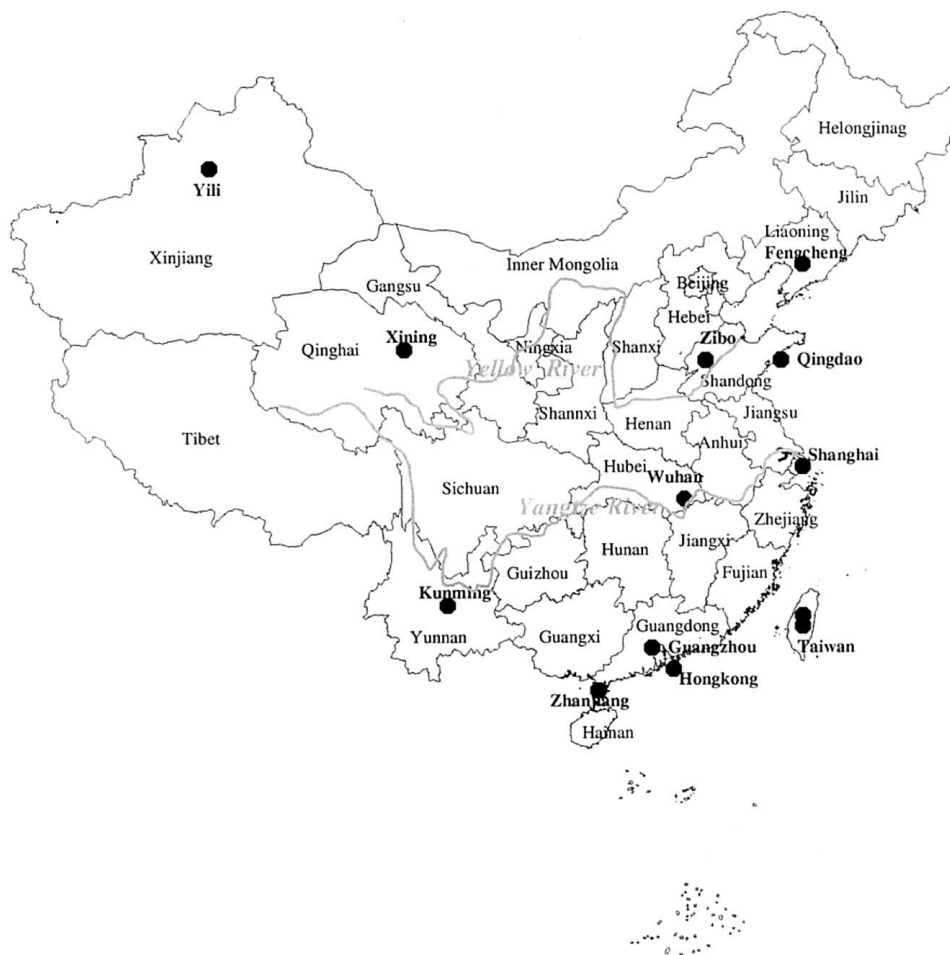 Helongjinag
Yili
Jilin
Liaoning
Fengcheng
Xinjiang
Inner Mongolia
Gansu
Beijing
Hebei
Xining
Zibo
Qinghai
Ningxia
Shanxi
Qingdao
Yellow River
Shandong
Shannxi
Jiangsu
Henan
Tibet
Anhui
Shanghai
Hubei
Wuhan
Sichuan
Yangtze River
Zhejiang
Hunan
Jiangxi
Guizhou
Fujian
Kunming
Guangdong
Yunnan
Guangxi
Guangzhou
Taiwan
Hongkong
Zhanjiang
Hainan